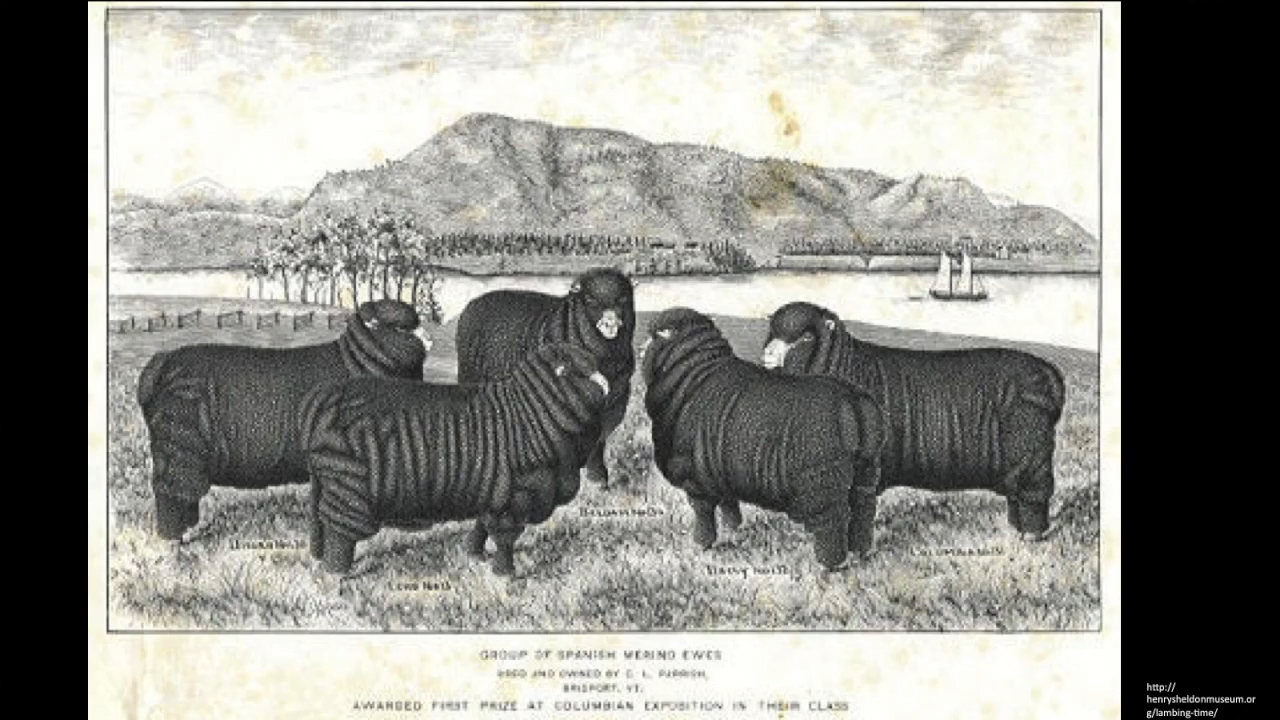 GROUP OF SPANISH MERINO EWES
BRED AND OWNED BY C. L. PARRISH,
BRIDPORT, VT.
AWARDED FIRST PRIZE AT COLUMBIAN EXPOSITION IN THEIR CLASS
http://
henrysheldonmuseum.or
g/lambing-time/